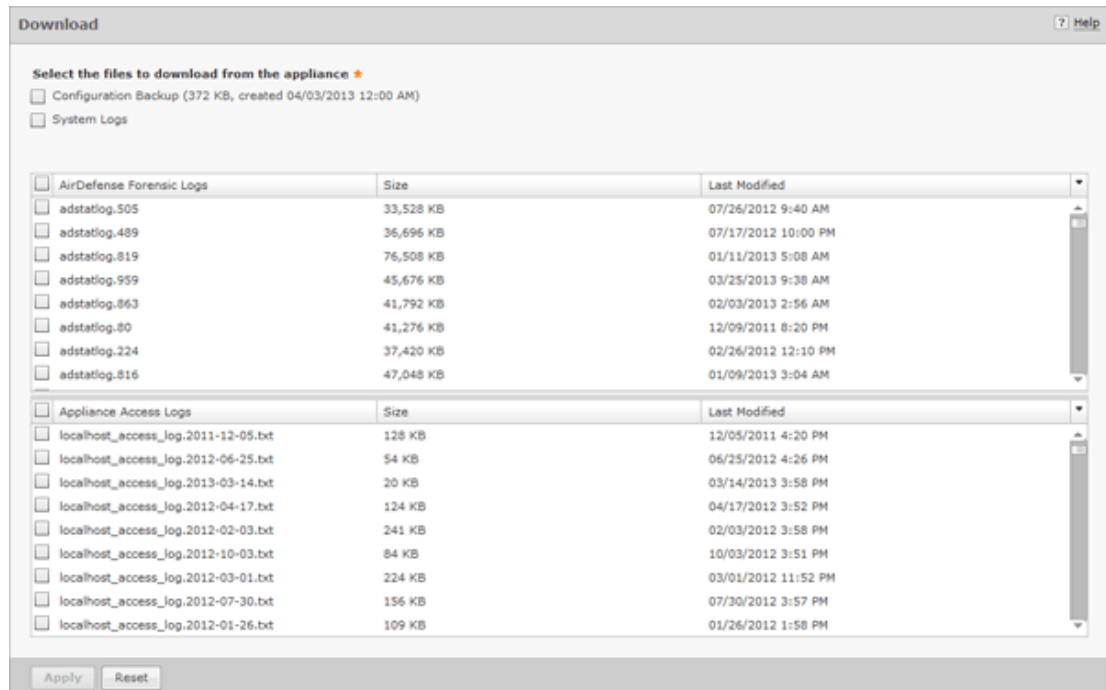 Download
? Help
Select the files to download from the appliance *
Configuration Backup (372 KB, created 04/03/2013 12:00 AM)
System Logs
AirDefense Forensic Logs Size Last Modified
adstatlog.505 33,528 KB 07/26/2012 9:40 AM
adstatlog.489 36,696 KB 07/17/2012 10:00 PM
adstatlog.819 76,508 KB 01/11/2013 5:08 AM
adstatlog.959 45,676 KB 03/25/2013 9:38 AM
adstatlog.863 41,792 KB 02/03/2013 2:56 AM
adstatlog.80 41,276 KB 12/09/2011 8:20 PM
adstatlog.224 37,420 KB 02/26/2012 12:10 PM
adstatlog.816 47,048 KB 01/09/2013 3:04 AM
Appliance Access Logs Size Last Modified
localhost_access_log.2011-12-05.txt 128 KB 12/05/2011 4:20 PM
localhost_access_log.2012-06-25.txt 54 KB 06/25/2012 4:26 PM
localhost_access_log.2013-03-14.txt 20 KB 03/14/2013 3:58 PM
localhost_access_log.2012-04-17.txt 124 KB 04/17/2012 3:52 PM
localhost_access_log.2012-02-03.txt 241 KB 02/03/2012 3:58 PM
localhost_access_log.2012-10-03.txt 84 KB 10/03/2012 3:51 PM
localhost_access_log.2012-03-01.txt 224 KB 03/01/2012 11:52 PM
localhost_access_log.2012-07-30.txt 156 KB 07/30/2012 3:57 PM
localhost_access_log.2012-01-26.txt 109 KB 01/26/2012 1:58 PM
Apply Reset